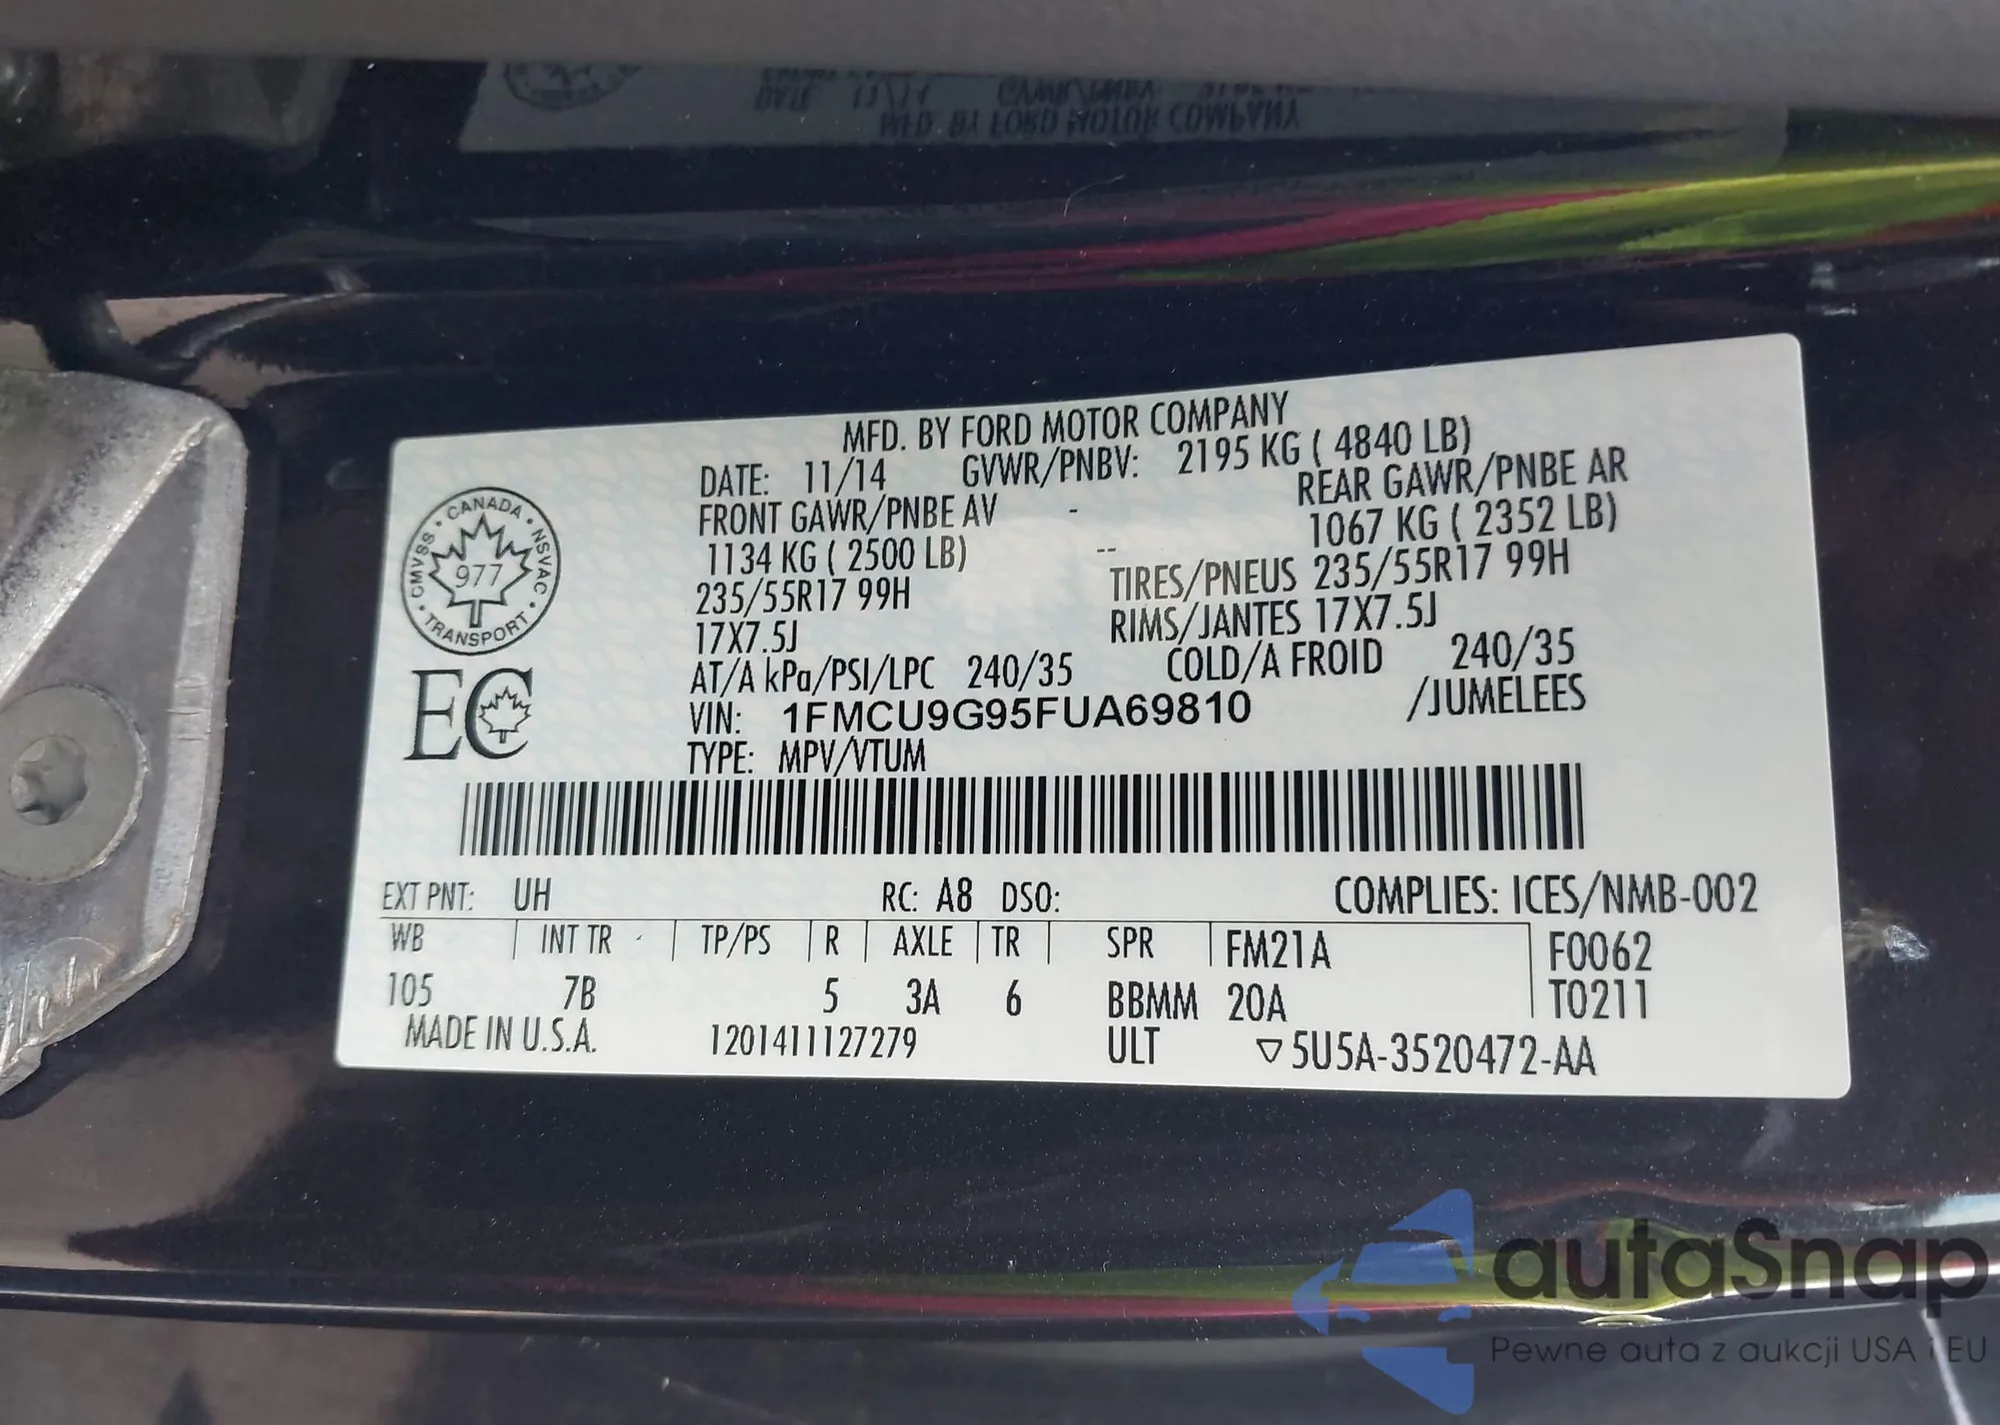 MFD. BY FORD MOTOR COMPANY
DATE: 11/14 GVWR/PNBV: 2195 KG ( 4840 LB)
FRONT GAWR/PNBE AV - REAR GAWR/PNBE AR
1134 KG ( 2500 LB) -- 1067 KG ( 2352 LB)
235/55R17 99H TIRES/PNEUS 235/55R17 99H
17X7.5J RIMS/JANTES 17X7.5J
AT/A kPa/PSI/LPC 240/35 COLD/A FROID 240/35
VIN: 1FMCU9G95FUA69810 /JUMELEES
TYPE: MPV/VTUM
CANADA
CMVSS NSVAC
977
TRANSPORT
EC
EXT PNT: UH RC: A8 DSO: COMPLIES: ICES/NMB-002
WB | INT TR | TP/PS | R | AXLE | TR | SPR | FM21A F0062
105 7B 5 3A 6 BBMM 20A T0211
MADE IN U.S.A. 1201411127279 ULT ▽5U5A-3520472-AA
autaSnap
Pewne auta z aukcji USA i EU